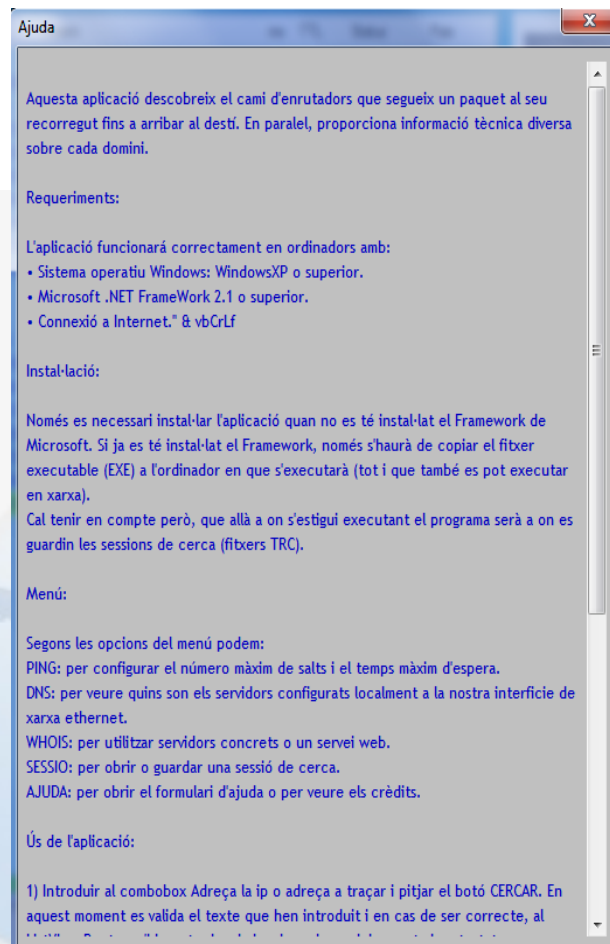 Ajuda
Aquesta aplicació descobreix el cami d'enrutadors que segueix un paquet al seu
recorregut fins a arribar al destí. En paralel, proporciona informació tècnica diversa
sobre cada domini.
Requeriments:
L'aplicació funcionará correctament en ordinadors amb:
• Sistema operatiu Windows: WindowsXP o superior.
• Microsoft .NET FrameWork 2.1 o superior.
• Connexió a Internet." & vbCrLf
Instal·lació:
Només es necessari instal·lar l'aplicació quan no es té instal·lat el Framework de
Microsoft. Si ja es té instal·lat el Framework, només s'haurà de copiar el fitxer
executable (EXE) a l'ordinador en que s'executarà (tot i que també es pot executar
en xarxa).
Cal tenir en compte però, que allà a on s'estigui executant el programa serà a on es
guardin les sessions de cerca (fitxers TRC).
Menú:
Segons les opcions del menú podem:
PING: per configurar el número màxim de salts i el temps màxim d'espera.
DNS: per veure quins son els servidors configurats localment a la nostra interficie de
xarxa ethernet.
WHOIS: per utilitzar servidors concrets o un servei web.
SESSIO: per obrir o guardar una sessió de cerca.
AJUDA: per obrir el formulari d'ajuda o per veure els crèdits.
Ús de l'aplicació:
1) Introduir al combobox Adreça la ip o adreça a traçar i pitjar el botó CERCAR. En
aquest moment es valida el texte que hen introduit i en cas de ser correcte, al